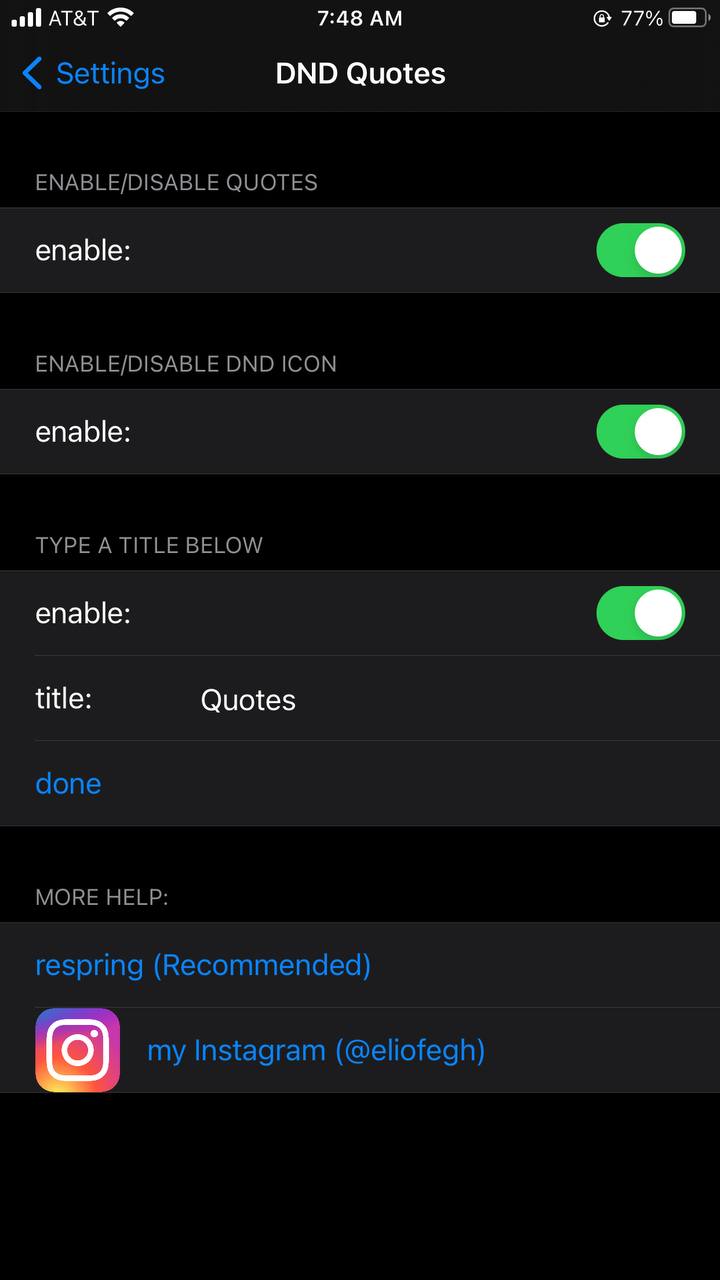 AT&T 7:48 AM 77%
Settings DND Quotes
ENABLE/DISABLE QUOTES
enable:
ENABLE/DISABLE DND ICON
enable:
TYPE A TITLE BELOW
enable:
title: Quotes
done
MORE HELP:
respring (Recommended)
my Instagram (@eliofegh)